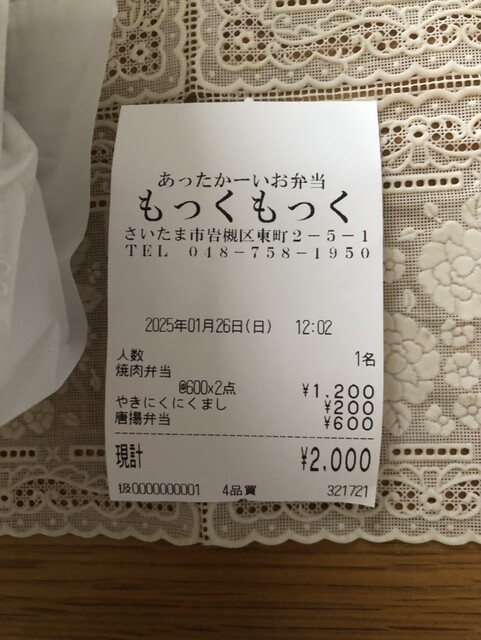 あったかーいお弁当
もっくもっく
さいたま市岩槻区東町2-5-1
TEL 048-758-1950
2025年01月26日(日) 12:02
人数 1名
焼肉弁当
@600x2点 ¥1,200
やきにくにくまし ¥200
唐揚弁当 ¥600
現計 ¥2,000
扱0000000001 4品買 321721